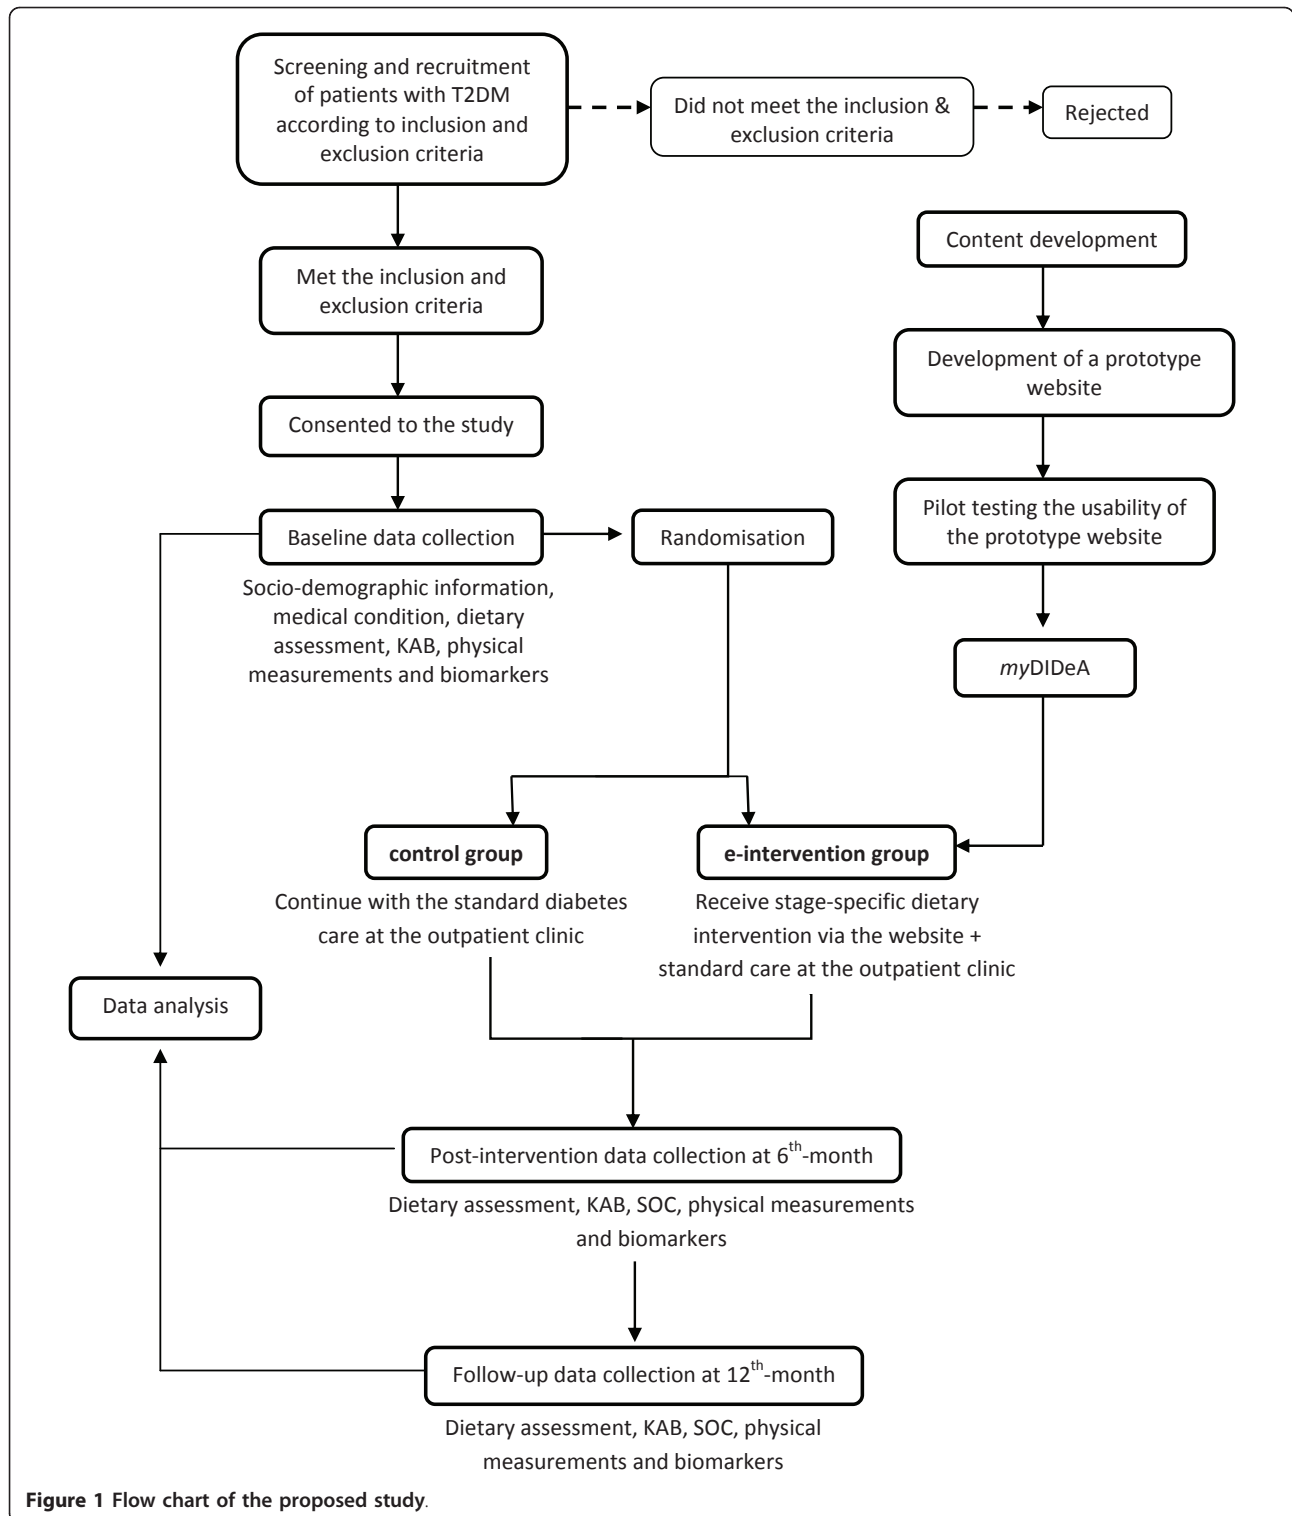 Screening and recruitment
of patients with T2DM
according to inclusion and
exclusion criteria
Did not meet the inclusion &
exclusion criteria
Rejected
Met the inclusion and
exclusion criteria
Content development
Development of a prototype
website
Consented to the study
Pilot testing the usability of
the prototype website
Baseline data collection
Randomisation
Socio-demographic information,
medical condition, dietary
assessment, KAB, physical
measurements and biomarkers
myDIDeA
control group
e-intervention group
Continue with the standard diabetes
care at the outpatient clinic
Receive stage-specific dietary
intervention via the website +
standard care at the outpatient clinic
Data analysis
Post-intervention data collection at 6th-month
Dietary assessment, KAB, SOC, physical measurements
and biomarkers
Follow-up data collection at 12th-month
Dietary assessment, KAB, SOC, physical
measurements and biomarkers
Figure 1 Flow chart of the proposed study.